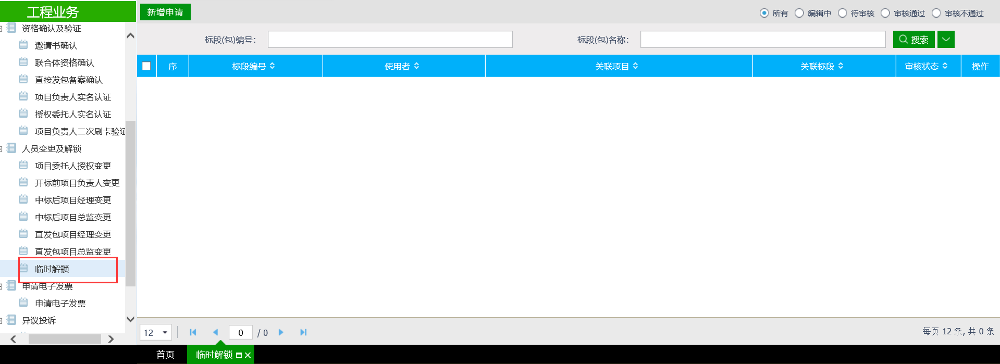 工程业务
资格确认及验证
邀请书确认
联合体资格确认
直接发包备案确认
项目负责人实名认证
授权委托人实名认证
项目负责人二次刷卡验证
人员变更及解锁
项目委托人授权变更
开标前项目负责人变更
中标后项目经理变更
中标后项目总监变更
直发包项目经理变更
直发包项目总监变更
临时解锁
申请电子发票
申请电子发票
异议投诉
新增申请
所有 编辑中 待审核 审核通过 审核不通过
标段(包)编号: 标段(包)名称: 搜索
序 标段编号 使用者 关联项目 关联标段 审核状态 操作
12 0 / 0 每页 12 条, 共 0 条
首页 临时解锁